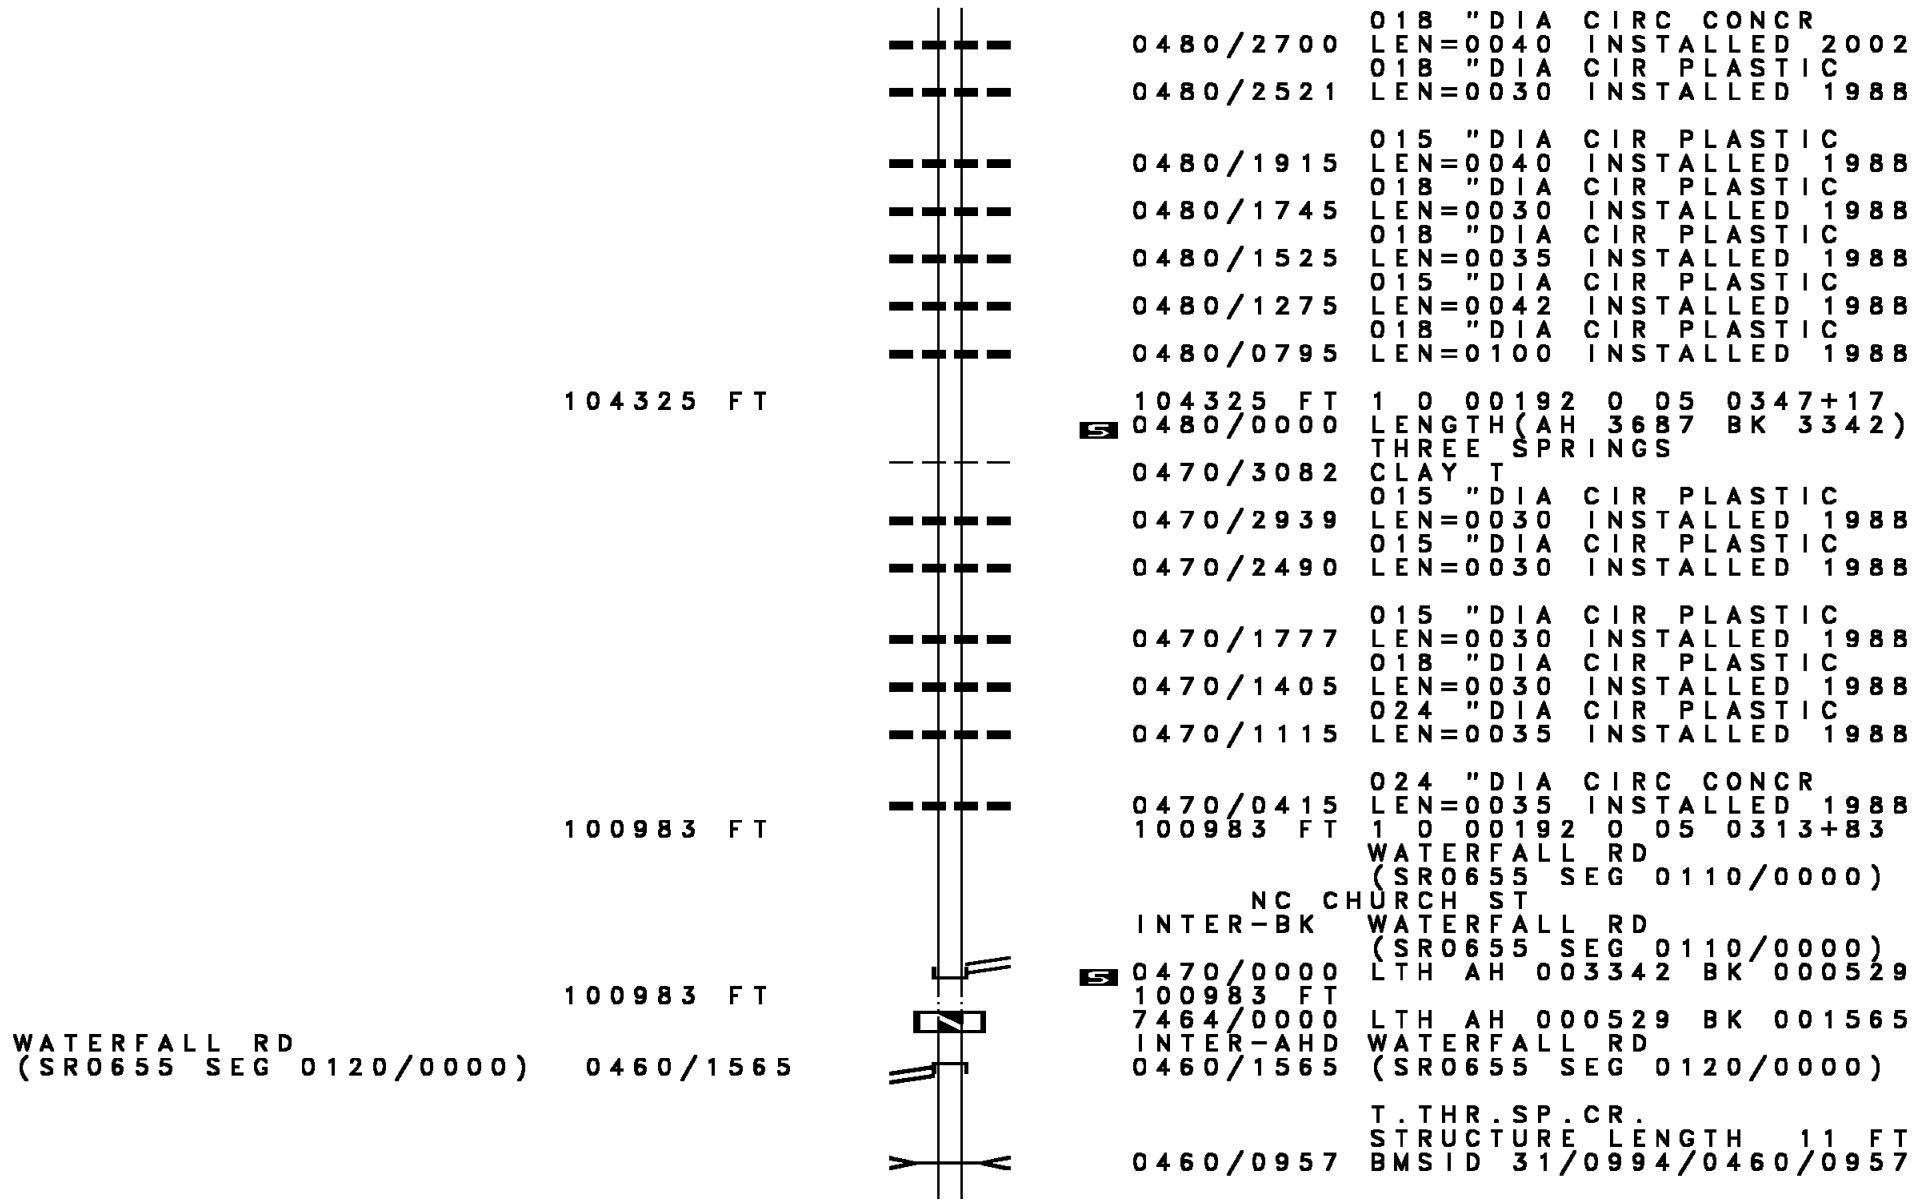 018 "DIA CIRC CONCR
0480/2700 LEN=0040 INSTALLED 2002
018 "DIA CIR PLASTIC
0480/2521 LEN=0030 INSTALLED 1988
015 "DIA CIR PLASTIC
0480/1915 LEN=0040 INSTALLED 1988
018 "DIA CIR PLASTIC
0480/1745 LEN=0030 INSTALLED 1988
018 "DIA CIR PLASTIC
0480/1525 LEN=0035 INSTALLED 1988
015 "DIA CIR PLASTIC
0480/1275 LEN=0042 INSTALLED 1988
018 "DIA CIR PLASTIC
0480/0795 LEN=0100 INSTALLED 1988
104325 FT 104325 FT 1 0 00192 0 05 0347+17
S 0480/0000 LENGTH(AH 3687 BK 3342)
THREE SPRINGS
0470/3082 CLAY T
015 "DIA CIR PLASTIC
0470/2939 LEN=0030 INSTALLED 1988
015 "DIA CIR PLASTIC
0470/2490 LEN=0030 INSTALLED 1988
015 "DIA CIR PLASTIC
0470/1777 LEN=0030 INSTALLED 1988
018 "DIA CIR PLASTIC
0470/1405 LEN=0030 INSTALLED 1988
024 "DIA CIR PLASTIC
0470/1115 LEN=0035 INSTALLED 1988
024 "DIA CIRC CONCR
0470/0415 LEN=0035 INSTALLED 1988
100983 FT 100983 FT 1 0 00192 0 05 0313+83
WATERFALL RD
(SR0655 SEG 0110/0000)
NC CHURCH ST
INTER-BK WATERFALL RD
(SR0655 SEG 0110/0000)
S 0470/0000 LTH AH 003342 BK 000529
100983 FT 100983 FT
7464/0000 LTH AH 000529 BK 001565
WATERFALL RD INTER-AHD WATERFALL RD
(SR0655 SEG 0120/0000) 0460/1565 0460/1565 (SR0655 SEG 0120/0000)
T.THR.SP.CR.
STRUCTURE LENGTH 11 FT
0460/0957 BMSID 31/0994/0460/0957